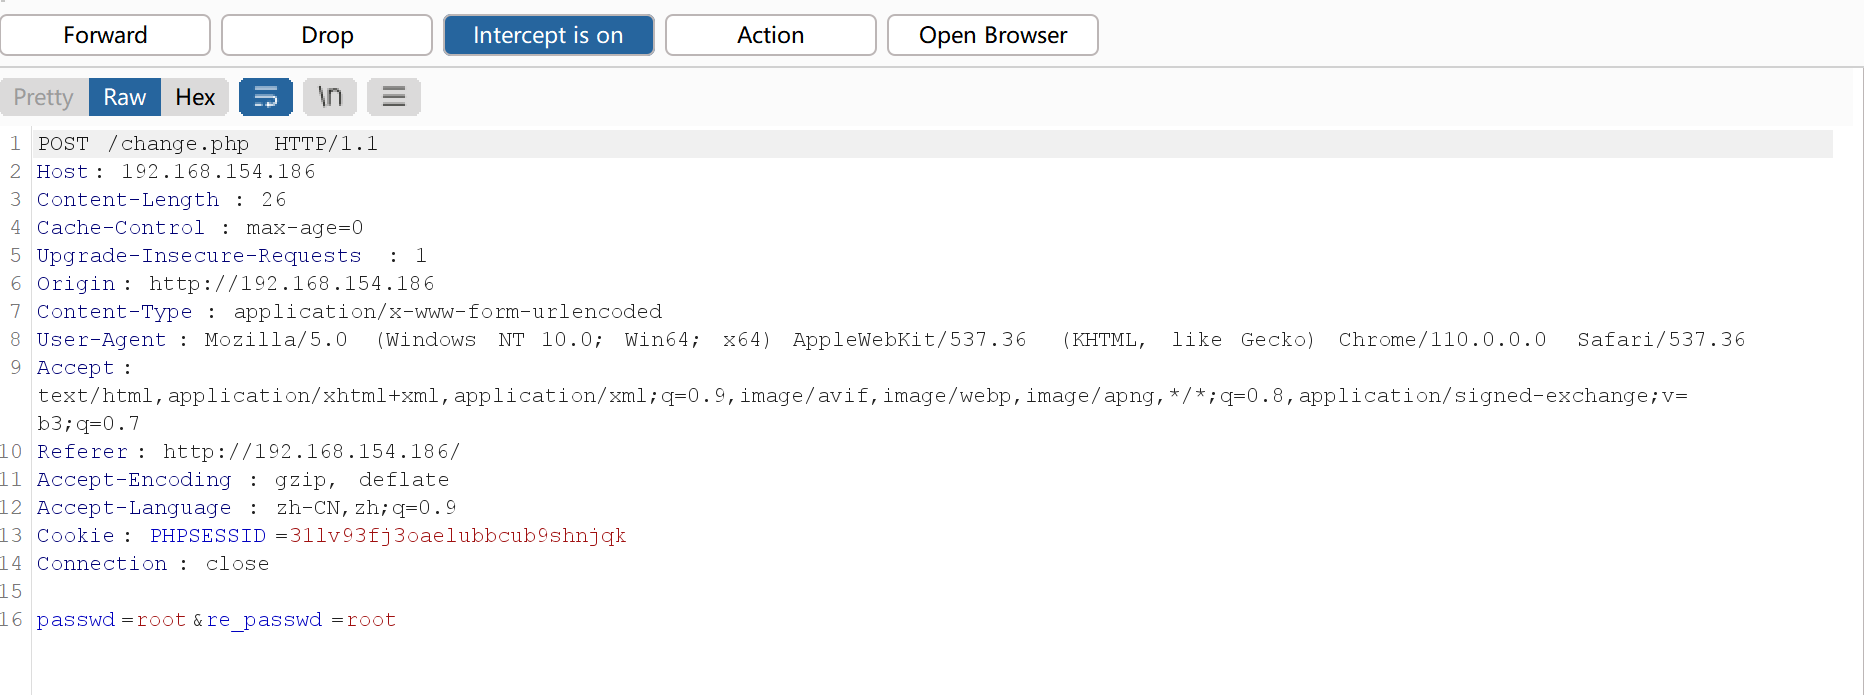 Forward Drop Intercept is on Action Open Browser
Pretty Raw Hex \n
1 POST /change.php HTTP/1.1
2 Host: 192.168.154.186
3 Content-Length : 26
4 Cache-Control : max-age=0
5 Upgrade-Insecure-Requests : 1
6 Origin: http://192.168.154.186
7 Content-Type : application/x-www-form-urlencoded
8 User-Agent : Mozilla/5.0 (Windows NT 10.0; Win64; x64) AppleWebKit/537.36 (KHTML, like Gecko) Chrome/110.0.0.0 Safari/537.36
9 Accept:
text/html,application/xhtml+xml,application/xml;q=0.9,image/avif,image/webp,image/apng,*/*;q=0.8,application/signed-exchange;v=
b3;q=0.7
10 Referer: http://192.168.154.186/
11 Accept-Encoding : gzip, deflate
12 Accept-Language : zh-CN,zh;q=0.9
13 Cookie: PHPSESSID=31lv93fj3oaelubbcub9shnjqk
14 Connection : close
15
16 passwd=root&re_passwd=root